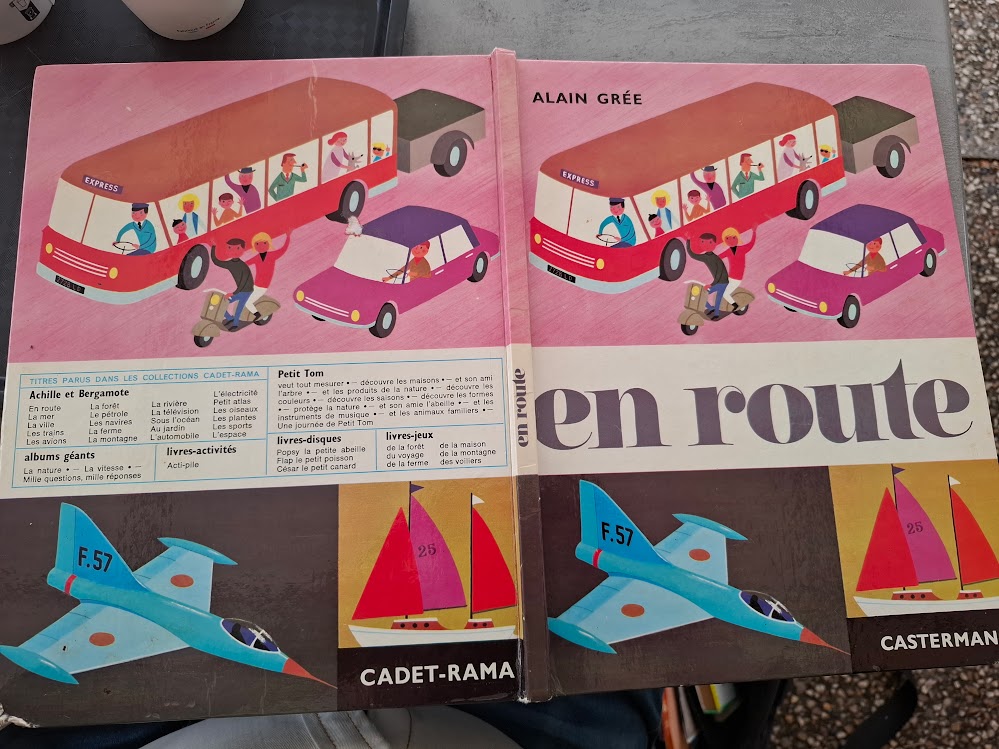 EXPRESS
7728 LD
TITRES PARUS DANS LES COLLECTIONS CADET-RAMA
Achille et Bergamote
En route
La mer
La ville
Les trains
Les avions
La forêt
Le pétrole
Les navires
La ferme
La montagne
La rivière
La télévision
Sous l'océan
Au jardin
L'automobile
L'électricité
Petit atlas
Les oiseaux
Les plantes
Les sports
L'espace
albums géants
La nature • — La vitesse • —
Mille questions, mille réponses
livres-activités
Acti-pile
Petit Tom
veut tout mesurer • — découvre les maisons • — et son ami
l'arbre • — et les produits de la nature • — découvre les
couleurs • — découvre les saisons • — découvre les formes
• — protège la nature • — et son amie l'abeille • — et les
instruments de musique • — et les animaux familiers • —
Une journée de Petit Tom
livres-disques
Popsy la petite abeille
Flap le petit poisson
César le petit canard
livres-jeux
de la forêt
du voyage
de la ferme
de la maison
de la montagne
des voiliers
F.57
25
CADET-RAMA
en route
ALAIN GRÉE
EXPRESS
7728 LD
en route
F.57
25
CASTERMAN